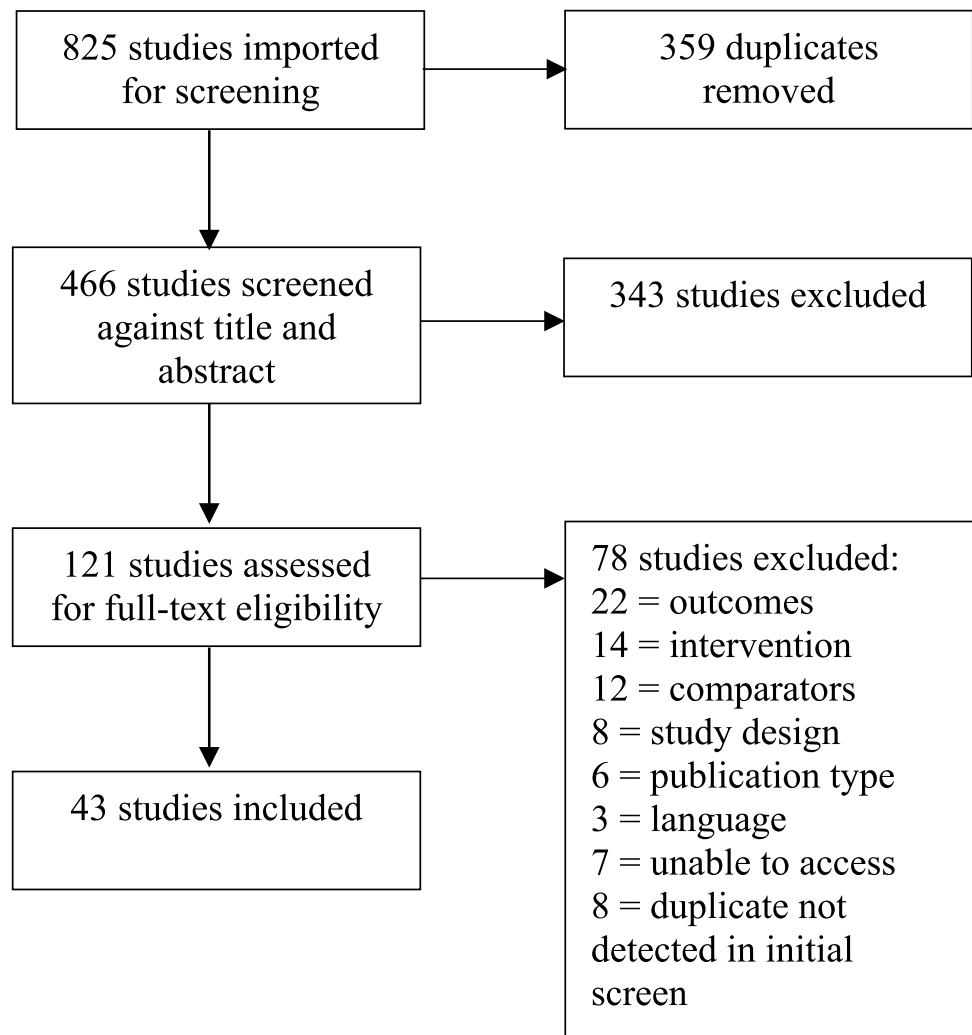 825 studies imported
for screening
359 duplicates
removed
466 studies screened
against title and
abstract
343 studies excluded
121 studies assessed
for full-text eligibility
78 studies excluded:
22 = outcomes
14 = intervention
12 = comparators
8 = study design
6 = publication type
3 = language
7 = unable to access
8 = duplicate not
detected in initial
screen
43 studies included